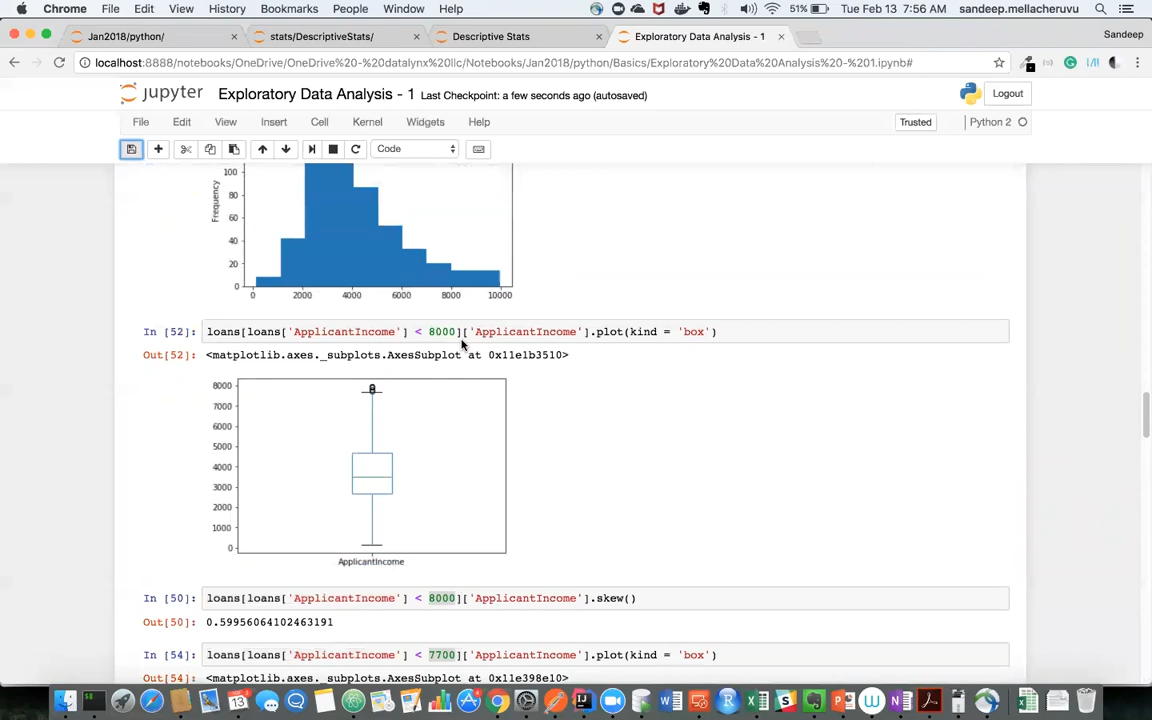 Chrome File Edit View History Bookmarks People Window Help 51% Tue Feb 13 7:56 AM sandeep.mellacheruvu
Jan2018/python/ stats/DescriptiveStats/ Descriptive Stats Exploratory Data Analysis - 1 Sandeep
localhost:8888/notebooks/OneDrive/OneDrive%20-%20datalynx%20llc/Notebooks/Jan2018/python/Basics/Exploratory%20Data%20Analysis%20-%201.ipynb#
jupyter Exploratory Data Analysis - 1 Last Checkpoint: a few seconds ago (autosaved) Logout
File Edit View Insert Cell Kernel Widgets Help Trusted Python 2
Code
Frequency
100
80
60
40
20
0
0 2000 4000 6000 8000 10000
In [52]: loans[loans['ApplicantIncome'] < 8000]['ApplicantIncome'].plot(kind = 'box')
Out[52]: <matplotlib.axes._subplots.AxesSubplot at 0x11e1b3510>
8000
7000
6000
5000
4000
3000
2000
1000
0
ApplicantIncome
In [50]: loans[loans['ApplicantIncome'] < 8000]['ApplicantIncome'].skew()
Out[50]: 0.59956064102463191
In [54]: loans[loans['ApplicantIncome'] < 7700]['ApplicantIncome'].plot(kind = 'box')
Out[54]: <matplotlib.axes._subplots.AxesSubplot at 0x11e398e10>